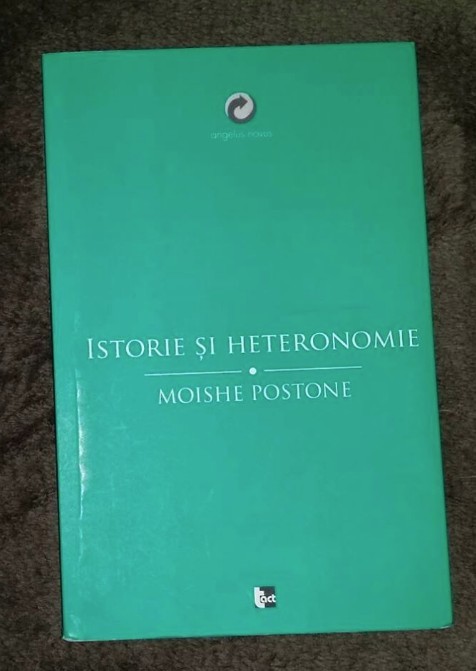 angelus novus
ISTORIE ȘI HETERONOMIE
MOISHE POSTONE
tact